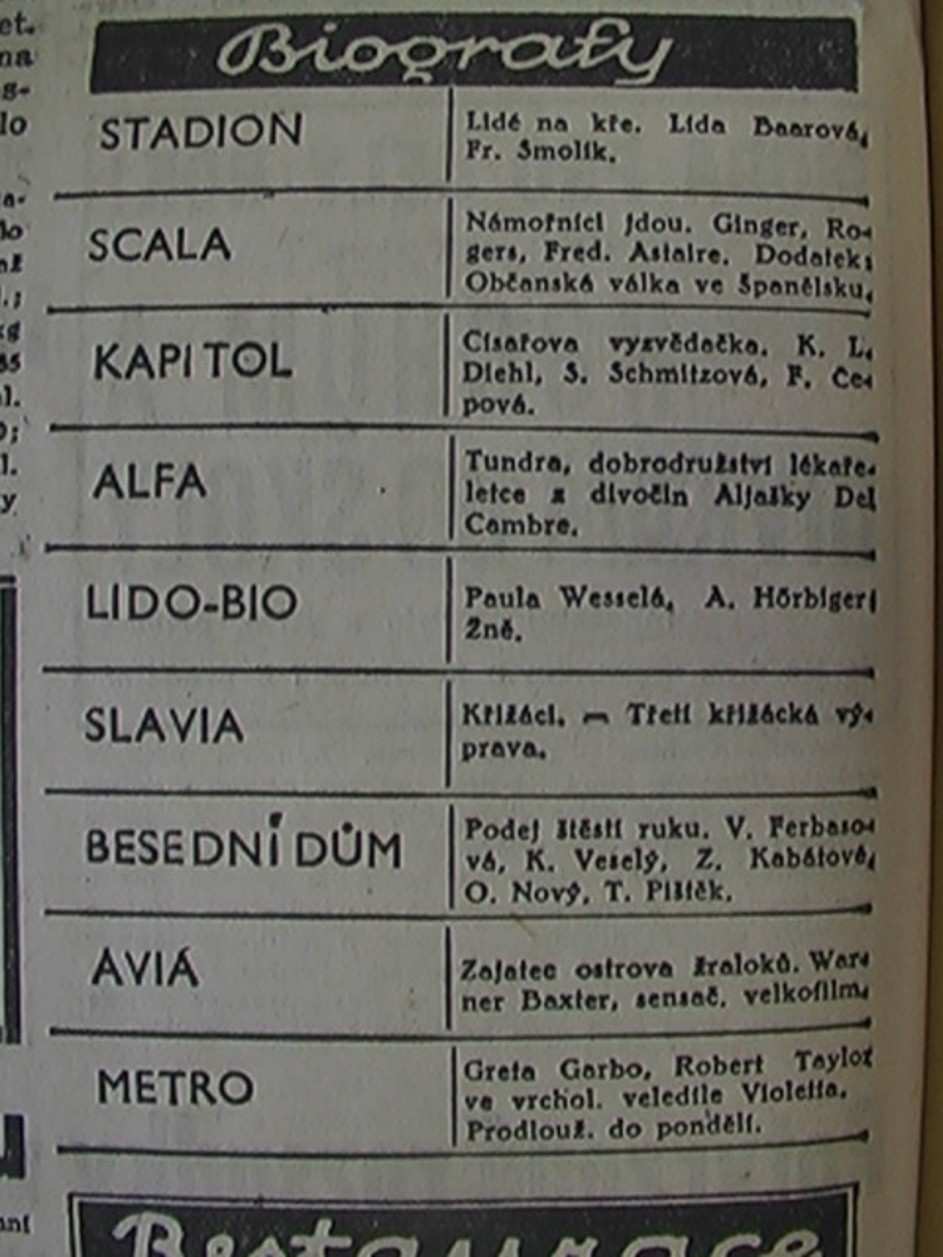 et.
na
g-
lo
Biografy
STADION
Lidé na kře. Lída Baarová,
Fr. Smolík.
SCALA
Námořníci jdou. Ginger, Ro-
gers, Fred. Astaire. Dodatek:
Občanská válka ve Španělsku.
KAPITOL
Císařova vyzvědačka. K. L.
Diehl, S. Schmitzová, F. Če-
pová.
ALFA
Tundra, dobrodružství lékaře-
letce z divočin Aljašky Del
Cambre.
LIDO-BIO
Paula Wesselá, A. Hörbiger:
Žně.
SLAVIA
Křižáci. — Třetí křižácká vý-
prava.
BESEDNÍ DŮM
Podej štěstí ruku. V. Ferbaso-
vá, K. Veselý, Z. Kabátová,
O. Nový, T. Pištěk.
AVIA
Zajatec ostrova žraloků. War-
ner Baxter, sensač. velkofilm.
METRO
Greta Garbo, Robert Taylor
ve vrchol. veledíle Violetta.
Prodlouž. do pondělí.
Restaurace